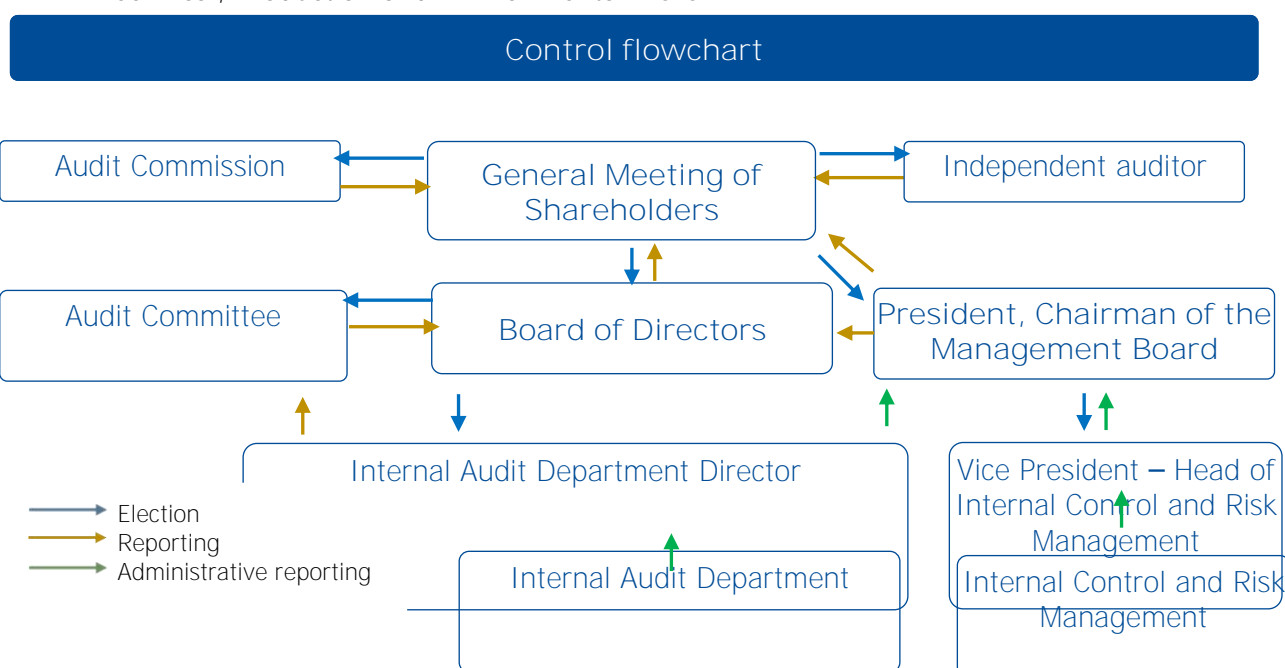 Control flowchart
Audit Commission
General Meeting of
Shareholders
Independent auditor
Audit Committee
Board of Directors
President, Chairman of the
Management Board
Internal Audit Department Director
Vice President – Head of
Internal Control and Risk
Management
Election
Reporting
Administrative reporting
Internal Audit Department
Internal Control and Risk
Management